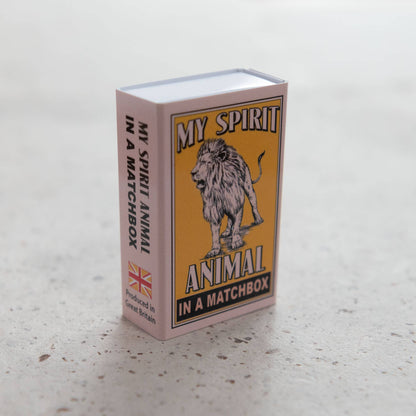 MY SPIRIT
ANIMAL
IN A MATCHBOX
MY SPIRIT ANIMAL
IN A MATCHBOX
Produced in
Great Britain